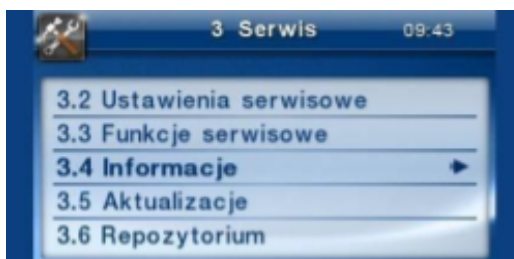 3 Serwis 09:43
3.2 Ustawienia serwisowe
3.3 Funkcje serwisowe
3.4 Informacje
3.5 Aktualizacje
3.6 Repozytorium